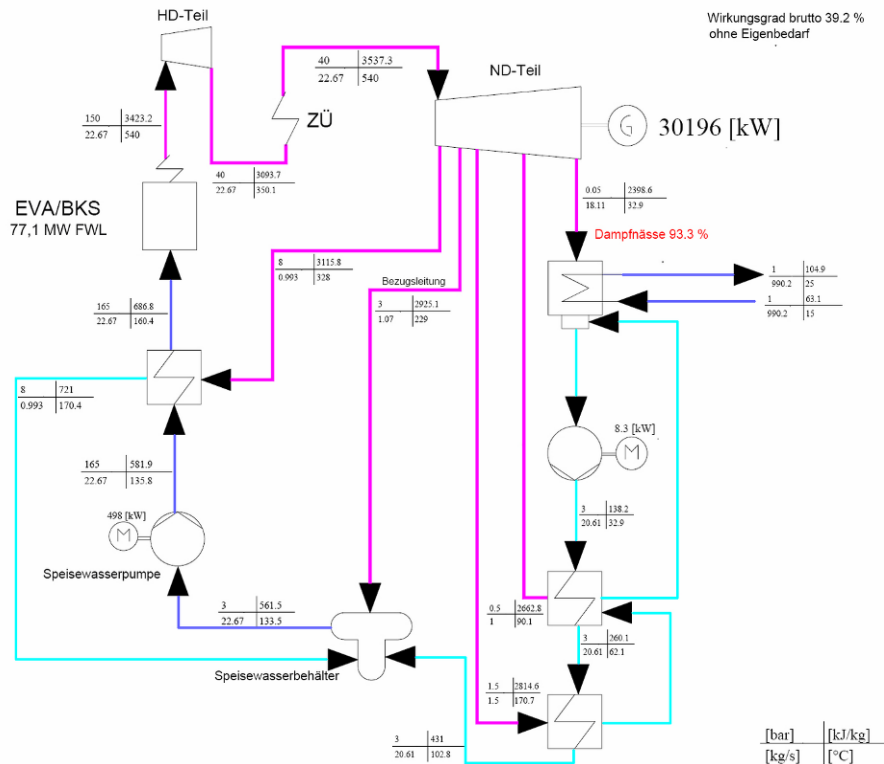 HD-Teil
Wirkungsgrad brutto 39.2 %
ohne Eigenbedarf
40 3537.3
22.67 540
ND-Teil
ZÜ
G
30196 [kW]
150 3423.2
22.67 540
40 3093.7
22.67 350.1
0.05 2398.6
18.11 32.9
EVA/BKS
77,1 MW FWL
Dampfnässe 93.3 %
8 3115.8
0.993 328
Bezugsleitung
3 2925.1
1.07 229
1 104.9
990.2 25
1 63.1
990.2 15
165 686.8
22.67 160.4
8 721
0.993 170.4
8.3 [kW]
M
165 581.9
22.67 135.8
3 138.2
20.61 32.9
498 [kW]
M
Speisewasserpumpe
3 561.5
22.67 133.5
0.5 2662.8
1 90.1
3 260.1
20.61 62.1
Speisewasserbehälter
1.5 2814.6
1.5 170.7
3 431
20.61 102.8
[bar] [kJ/kg]
[kg/s] [°C]